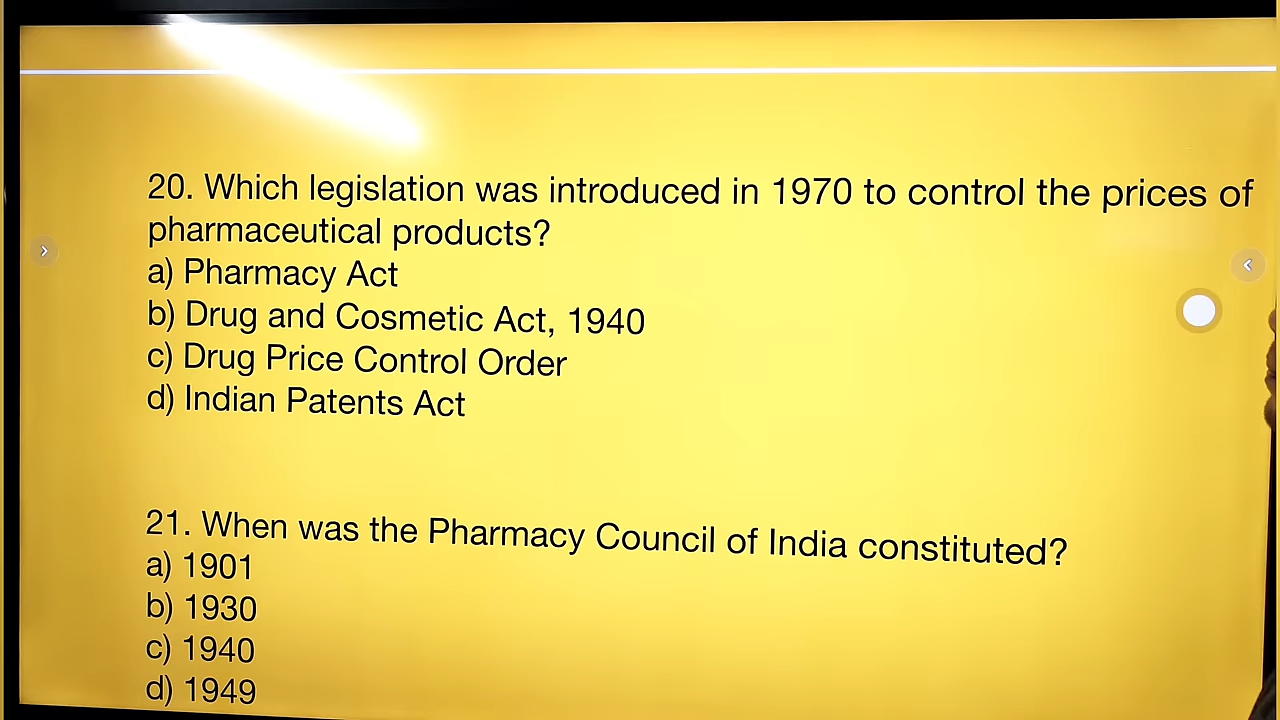 20. Which legislation was introduced in 1970 to control the prices of
pharmaceutical products?
a) Pharmacy Act
b) Drug and Cosmetic Act, 1940
c) Drug Price Control Order
d) Indian Patents Act
21. When was the Pharmacy Council of India constituted?
a) 1901
b) 1930
c) 1940
d) 1949